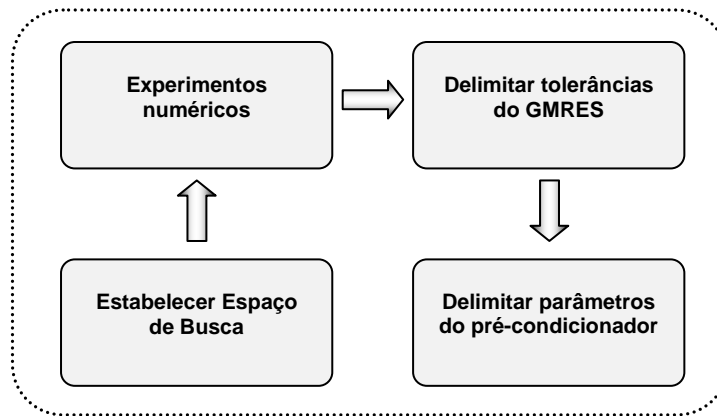 Experimentos
numéricos
Delimitar tolerâncias
do GMRES
Estabelecer Espaço
de Busca
Delimitar parâmetros
do pré-condicionador